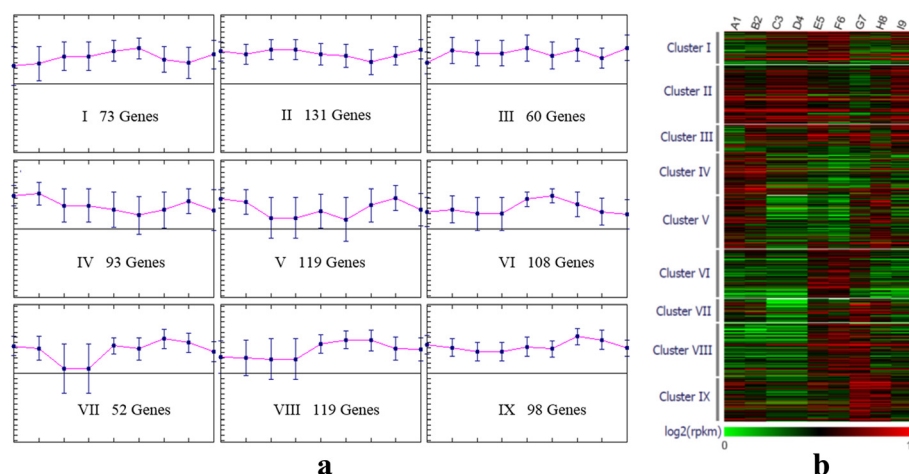 I 73 Genes
II 131 Genes
III 60 Genes
IV 93 Genes
V 119 Genes
VI 108 Genes
VII 52 Genes
VIII 119 Genes
IX 98 Genes
a
A1 B2 C3 D4 E5 F6 G7 H8 I9
Cluster I
Cluster II
Cluster III
Cluster IV
Cluster V
Cluster VI
Cluster VII
Cluster VIII
Cluster IX
log2(rpkm)
0
b